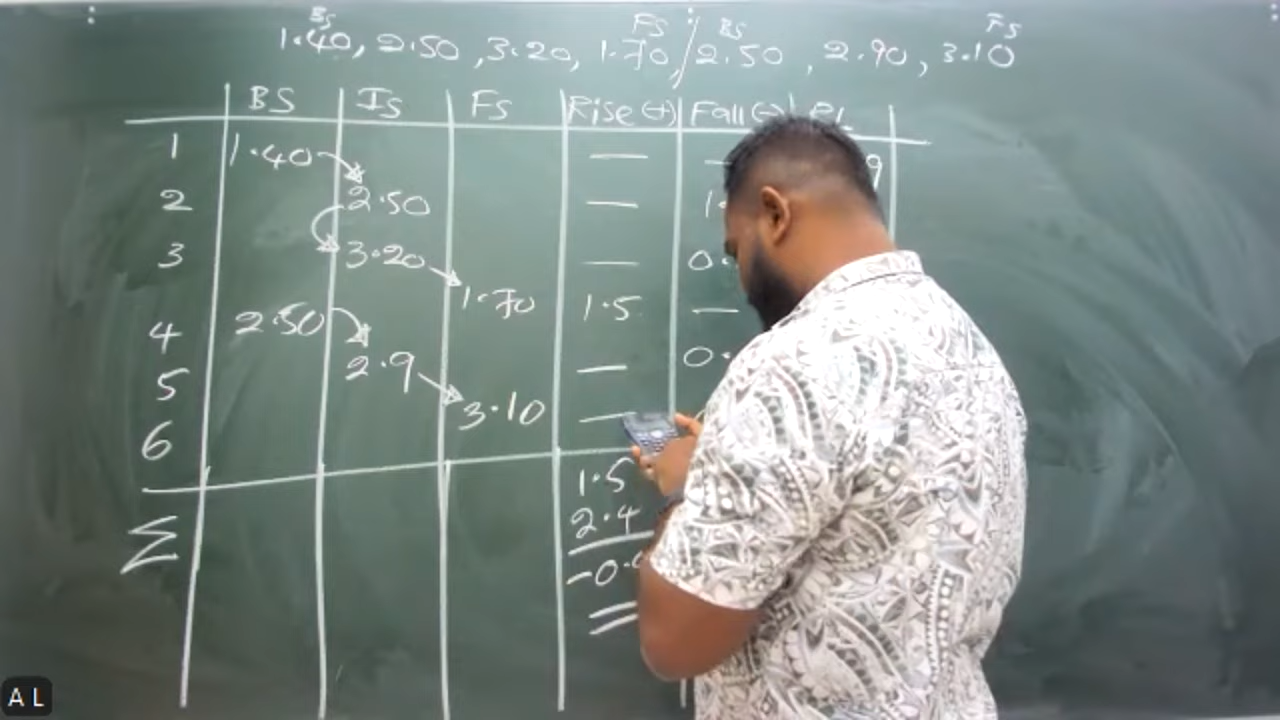 BS FS BS FS
1.40, 2.50, 3.20, 1.70 / 2.50, 2.90, 3.10
BS IS FS Rise (+) Fall (-)
1 1.40 — 9
2 2.50 —
3 3.20 —
1.70 1.5 —
4 2.50
5 2.9 —
3.10 —
6
1.5
Σ 2.4
A L